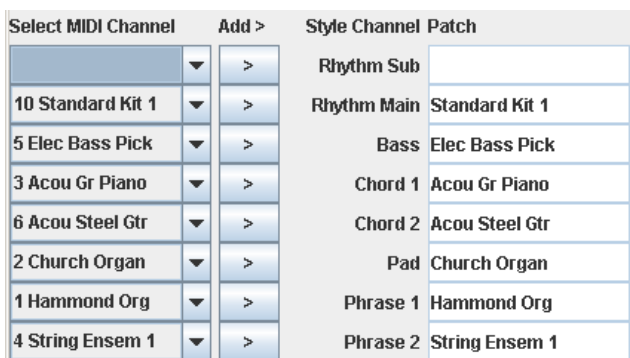 Select MIDI Channel Add > Style Channel Patch
> Rhythm Sub
10 Standard Kit 1 > Rhythm Main Standard Kit 1
5 Elec Bass Pick > Bass Elec Bass Pick
3 Acou Gr Piano > Chord 1 Acou Gr Piano
6 Acou Steel Gtr > Chord 2 Acou Steel Gtr
2 Church Organ > Pad Church Organ
1 Hammond Org > Phrase 1 Hammond Org
4 String Ensem 1 > Phrase 2 String Ensem 1